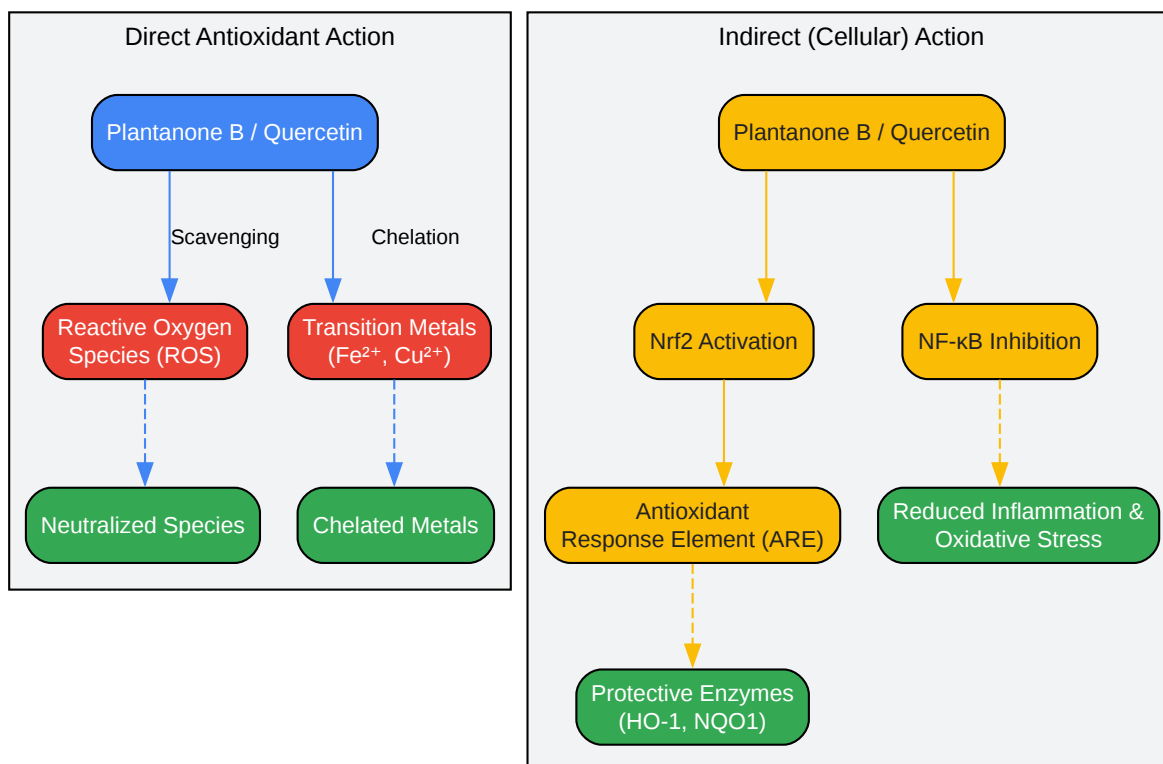 Direct Antioxidant Action
Plantanone B / Quercetin
Scavenging
Chelation
Reactive Oxygen
Species (ROS)
Transition Metals
(Fe²⁺, Cu²⁺)
Neutralized Species
Chelated Metals
Indirect (Cellular) Action
Plantanone B / Quercetin
Nrf2 Activation
NF-κB Inhibition
Antioxidant
Response Element (ARE)
Reduced Inflammation &
Oxidative Stress
Protective Enzymes
(HO-1, NQO1)